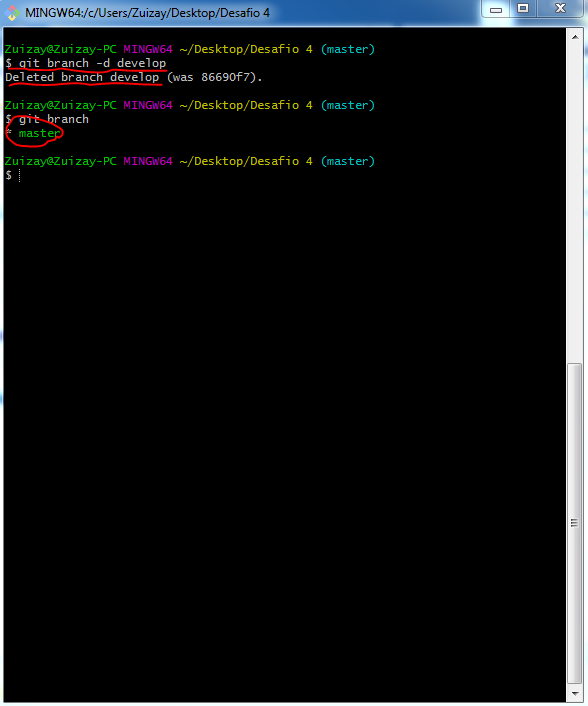 MINGW64:/c/Users/Zuizay/Desktop/Desafio 4
Zuizay@Zuizay-PC MINGW64 ~/Desktop/Desafio 4 (master)
$ git branch -d develop
Deleted branch develop (was 86690f7).
Zuizay@Zuizay-PC MINGW64 ~/Desktop/Desafio 4 (master)
$ git branch
* master
Zuizay@Zuizay-PC MINGW64 ~/Desktop/Desafio 4 (master)
$